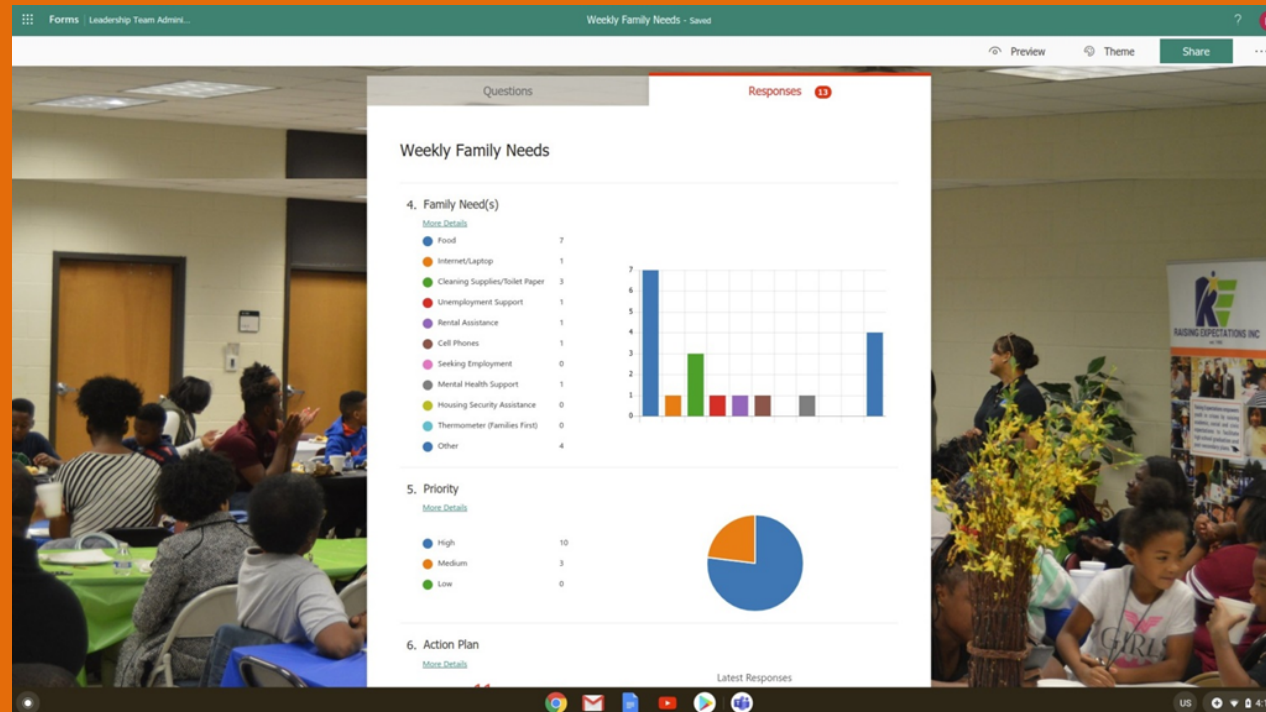 Forms Leadership Team Admini...
Weekly Family Needs - Saved
?
Preview
Theme
Share
...
Questions
Responses 13
Weekly Family Needs
4. Family Need(s)
More Details
Food 7
Internet/Laptop 1
Cleaning Supplies/Toilet Paper 3
Unemployment Support 1
Rental Assistance 1
Cell Phones 1
Seeking Employment 0
Mental Health Support 1
Housing Security Assistance 0
Thermometer (Families First) 0
Other 4
7
6
5
4
3
2
1
0
5. Priority
More Details
High 10
Medium 3
Low 0
6. Action Plan
More Details
Latest Responses
RAISING EXPECTATIONS INC
GIRL
US